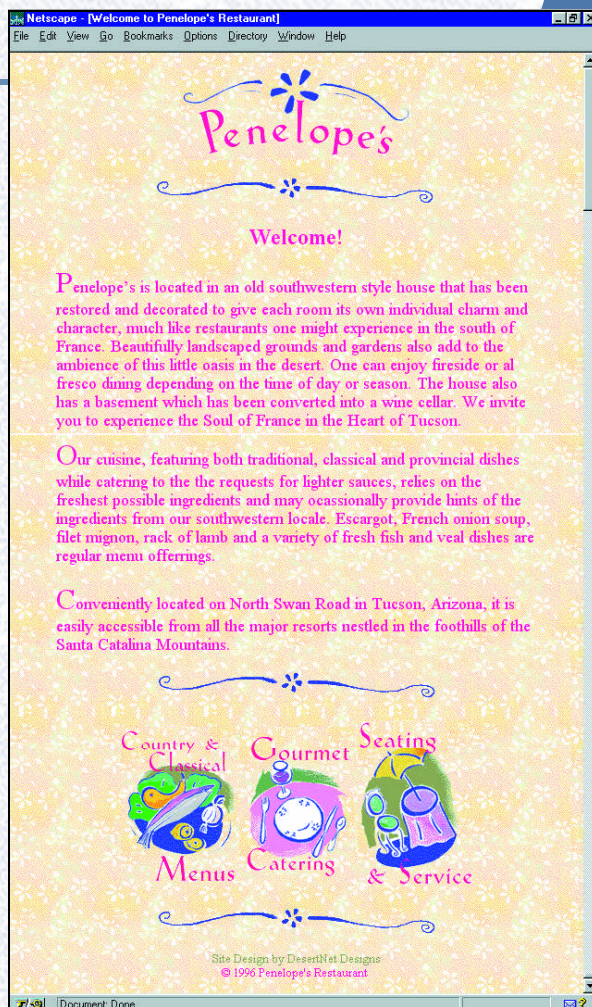 Netscape - [Welcome to Penelope's Restaurant]
File Edit View Go Bookmarks Options Directory Window Help
Penelope's
Welcome!
Penelope's is located in an old southwestern style house that has been
restored and decorated to give each room its own individual charm and
character, much like restaurants one might experience in the south of
France. Beautifully landscaped grounds and gardens also add to the
ambience of this little oasis in the desert. One can enjoy fireside or al
fresco dining depending on the time of day or season. The house also
has a basement which has been converted into a wine cellar. We invite
you to experience the Soul of France in the Heart of Tucson.
Our cuisine, featuring both traditional, classical and provincial dishes
while catering to the the requests for lighter sauces, relies on the
freshest possible ingredients and may ocassionally provide hints of the
ingredients from our southwestern locale. Escargot, French onion soup,
filet mignon, rack of lamb and a variety of fresh fish and veal dishes are
regular menu offerrings.
Conveniently located on North Swan Road in Tucson, Arizona, it is
easily accessible from all the major resorts nestled in the foothills of the
Santa Catalina Mountains.
Country &
Classical
Menus
Gourmet
Catering
Seating
& Service
Site Design by DesertNet Designs
© 1996 Penelope's Restaurant
Document: Done